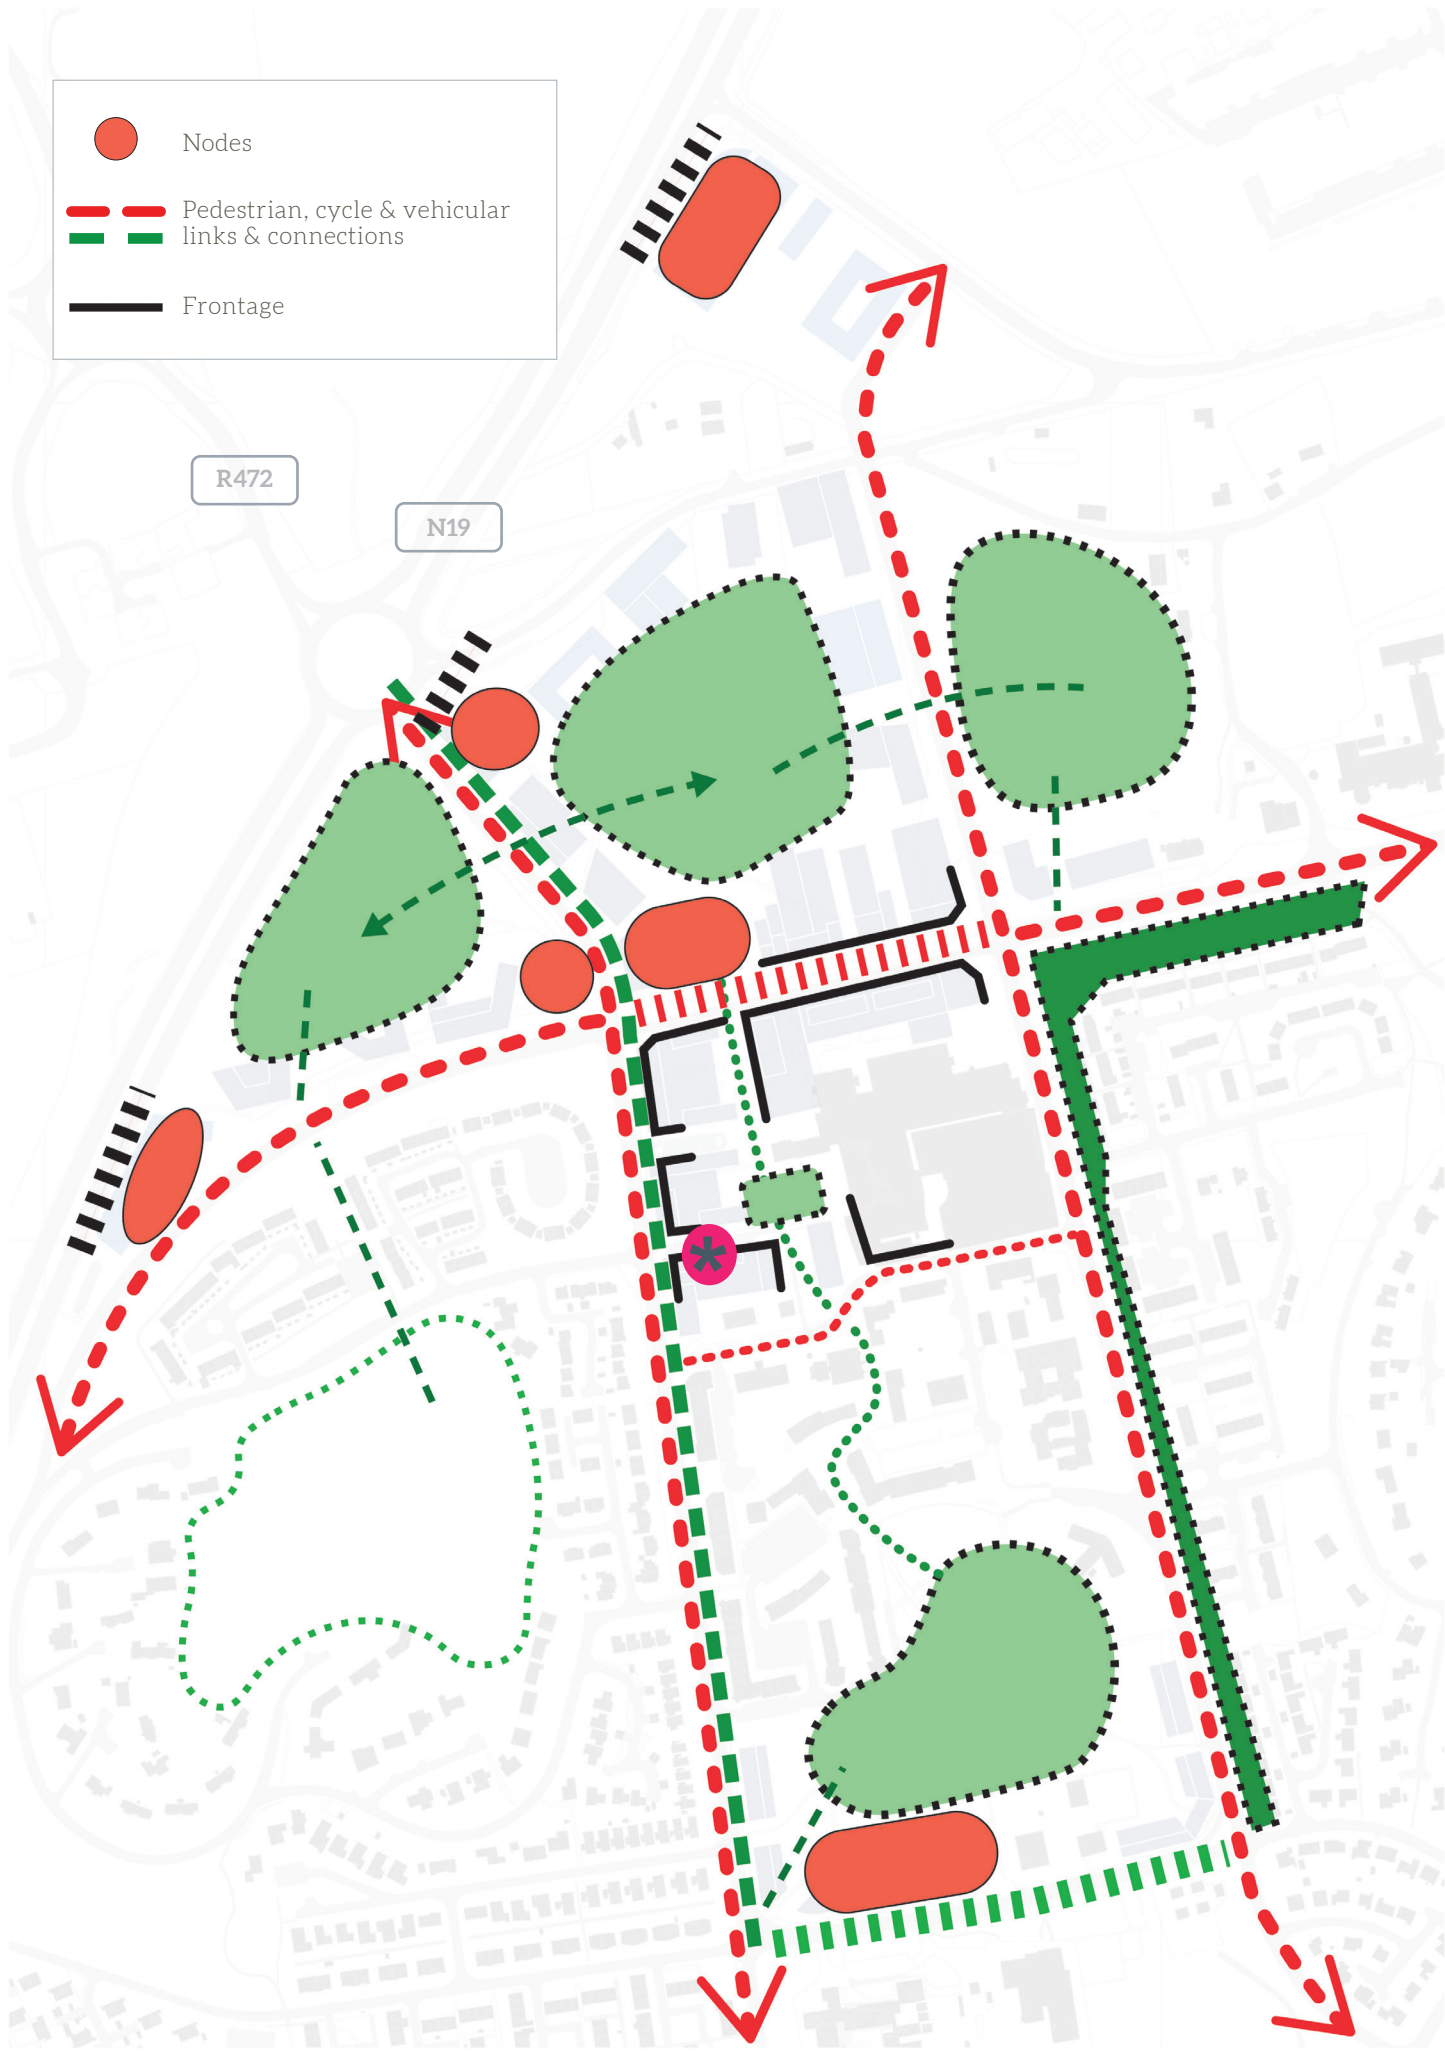 Nodes
Pedestrian, cycle & vehicular
links & connections
Frontage
R472
N19
*